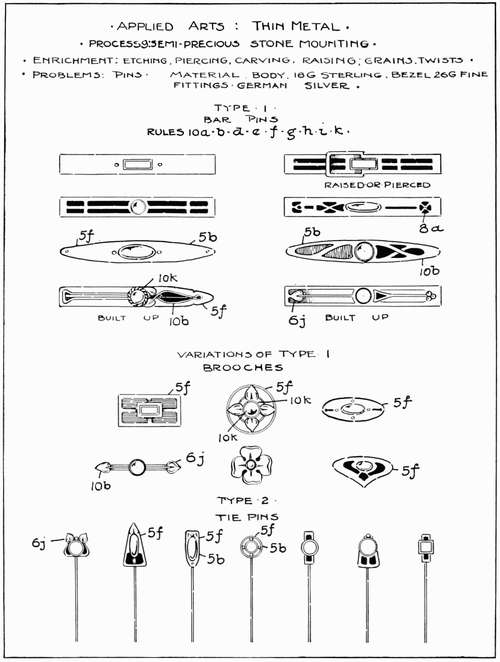 · APPLIED ARTS : THIN METAL ·
· PROCESS 9: SEMI-PRECIOUS STONE MOUNTING ·
· ENRICHMENT: ETCHING, PIERCING, CARVING, RAISING; GRAINS, TWISTS ·
· PROBLEMS: PINS · MATERIAL, BODY, 18G STERLING, BEZEL 26G FINE
FITTINGS · GERMAN SILVER ·
TYPE · 1 ·
BAR PINS
RULES 10a · b · d · e · f · g · h · i · k ·
RAISED OR PIERCED
8a
5f 5b
5b 10b
10k 5f
10b
6j
BUILT UP
BUILT UP
VARIATIONS OF TYPE 1
BROOCHES
5f 5f 5f
10k
10k
6j
10b
5f
TYPE · 2 ·
TIE PINS
6j 5f 5f 5f
5b 5b